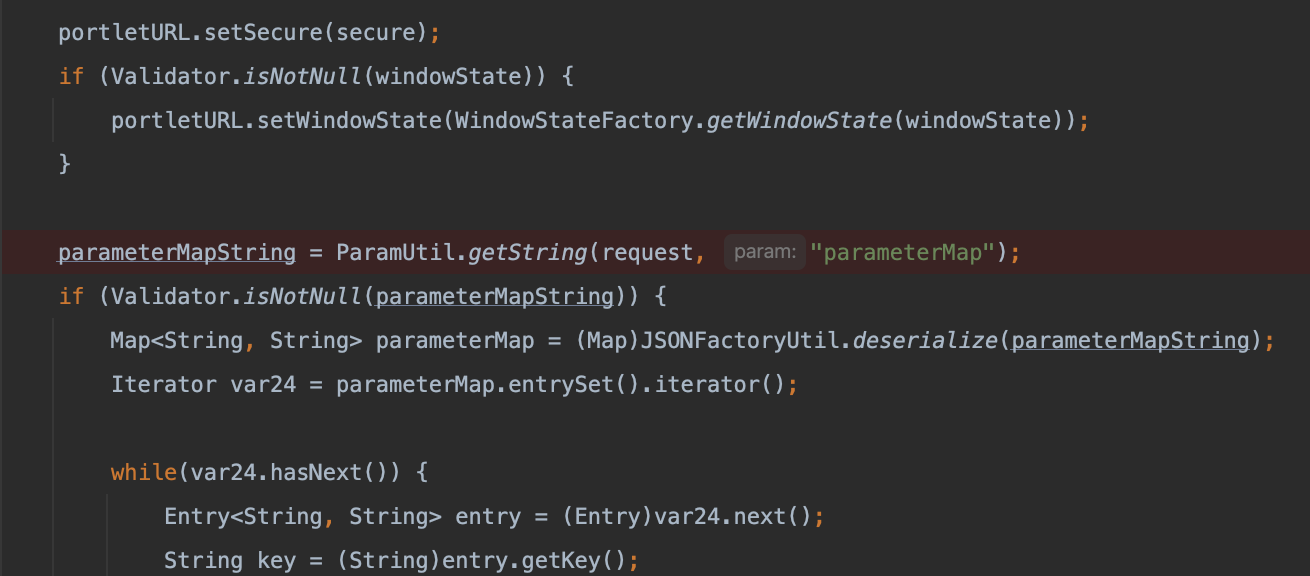 portletURL.setSecure(secure);
if (Validator.isNotNull(windowState)) {
portletURL.setWindowState(WindowStateFactory.getWindowState(windowState));
}
parameterMapString = ParamUtil.getString(request, param: "parameterMap");
if (Validator.isNotNull(parameterMapString)) {
Map<String, String> parameterMap = (Map)JSONFactoryUtil.deserialize(parameterMapString);
Iterator var24 = parameterMap.entrySet().iterator();
while(var24.hasNext()) {
Entry<String, String> entry = (Entry)var24.next();
String key = (String)entry.getKey();